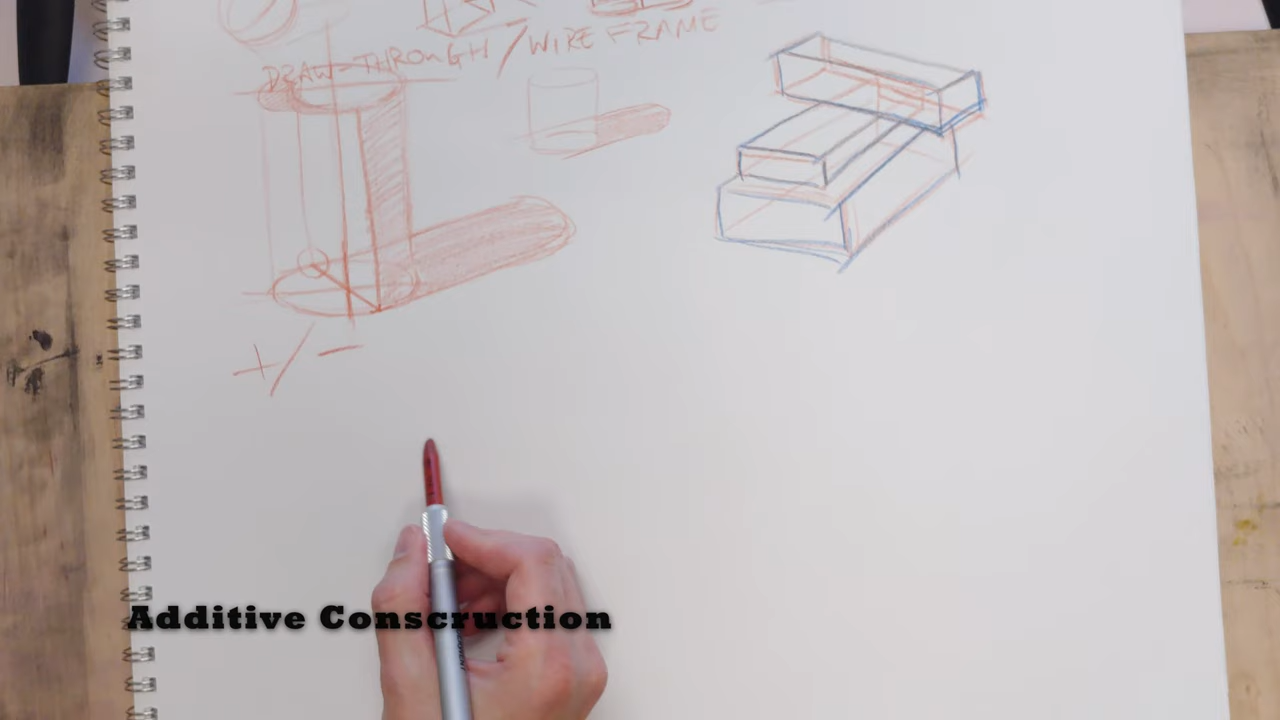 DRAW-THROUGH / WIRE FRAME
+/-
Additive Conscruction